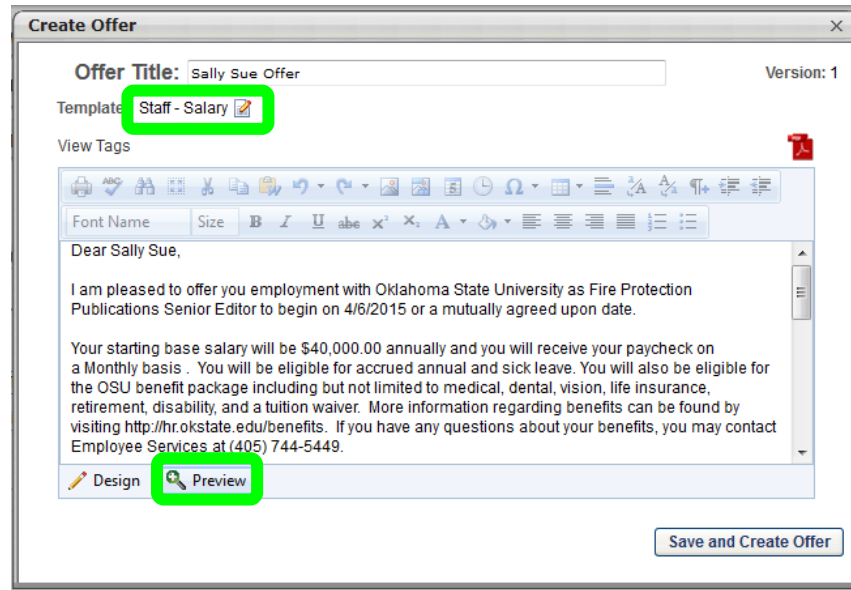 Create Offer
Offer Title: Sally Sue Offer Version: 1
Template Staff - Salary
View Tags
ABC
Font Name Size B I U abc x² X₂ A
Dear Sally Sue,
I am pleased to offer you employment with Oklahoma State University as Fire Protection
Publications Senior Editor to begin on 4/6/2015 or a mutually agreed upon date.
Your starting base salary will be $40,000.00 annually and you will receive your paycheck on
a Monthly basis . You will be eligible for accrued annual and sick leave. You will also be eligible for
the OSU benefit package including but not limited to medical, dental, vision, life insurance,
retirement, disability, and a tuition waiver. More information regarding benefits can be found by
visiting http://hr.okstate.edu/benefits. If you have any questions about your benefits, you may contact
Employee Services at (405) 744-5449.
Design Preview
Save and Create Offer